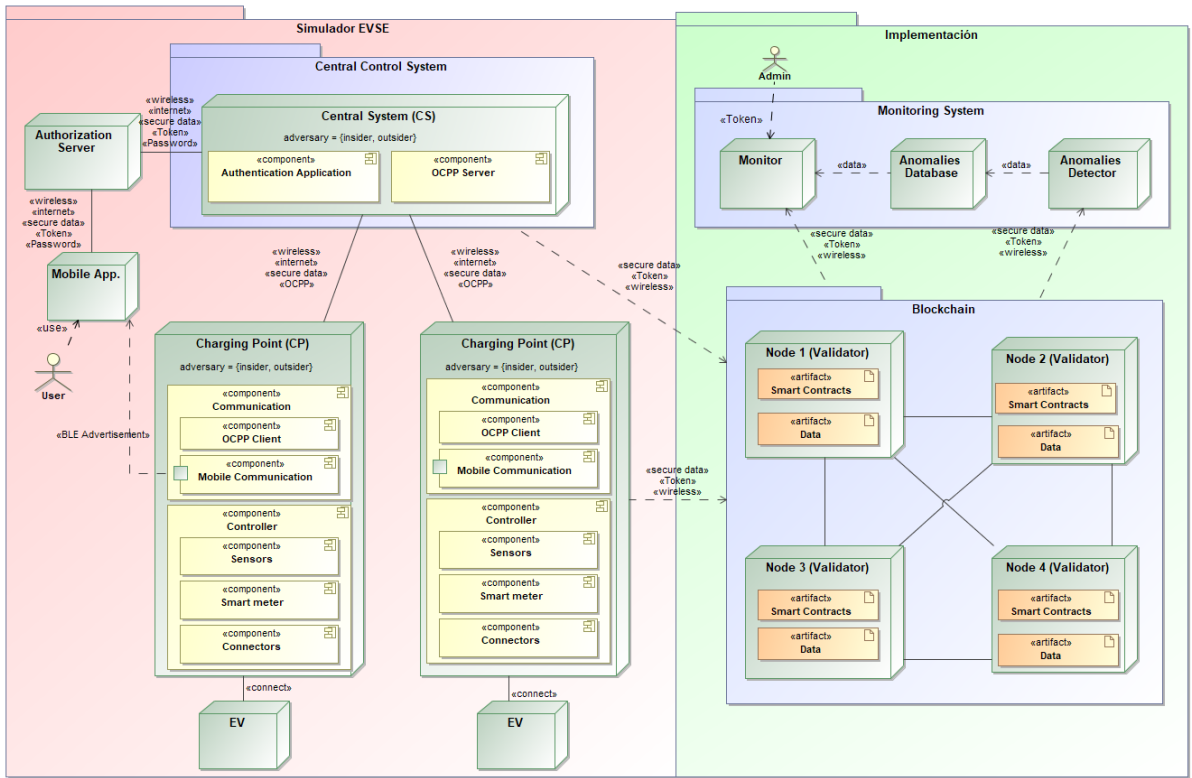 Simulador EVSE
Central Control System
Central System (CS)
adversary = {insider, outsider}
«component»
Authentication Application
«component»
OCPP Server
Authorization
Server
«wireless»
«internet»
«secure data»
«Token»
«Password»
«wireless»
«internet»
«secure data»
«Token»
«Password»
Mobile App.
«use»
User
«BLE Advertisement»
«wireless»
«internet»
«secure data»
«OCPP»
«wireless»
«internet»
«secure data»
«OCPP»
Charging Point (CP)
adversary = {insider, outsider}
«component»
Communication
«component»
OCPP Client
«component»
Mobile Communication
«component»
Controller
«component»
Sensors
«component»
Smart meter
«component»
Connectors
«connect»
EV
Charging Point (CP)
adversary = {insider, outsider}
«component»
Communication
«component»
OCPP Client
«component»
Mobile Communication
«component»
Controller
«component»
Sensors
«component»
Smart meter
«component»
Connectors
«connect»
EV
«secure data»
«Token»
«wireless»
«secure data»
«Token»
«wireless»
Implementación
Admin
«Token»
Monitoring System
Monitor
«data»
Anomalies
Database
«data»
Anomalies
Detector
«secure data»
«Token»
«wireless»
«secure data»
«Token»
«wireless»
Blockchain
Node 1 (Validator)
«artifact»
Smart Contracts
«artifact»
Data
Node 2 (Validator)
«artifact»
Smart Contracts
«artifact»
Data
Node 3 (Validator)
«artifact»
Smart Contracts
«artifact»
Data
Node 4 (Validator)
«artifact»
Smart Contracts
«artifact»
Data